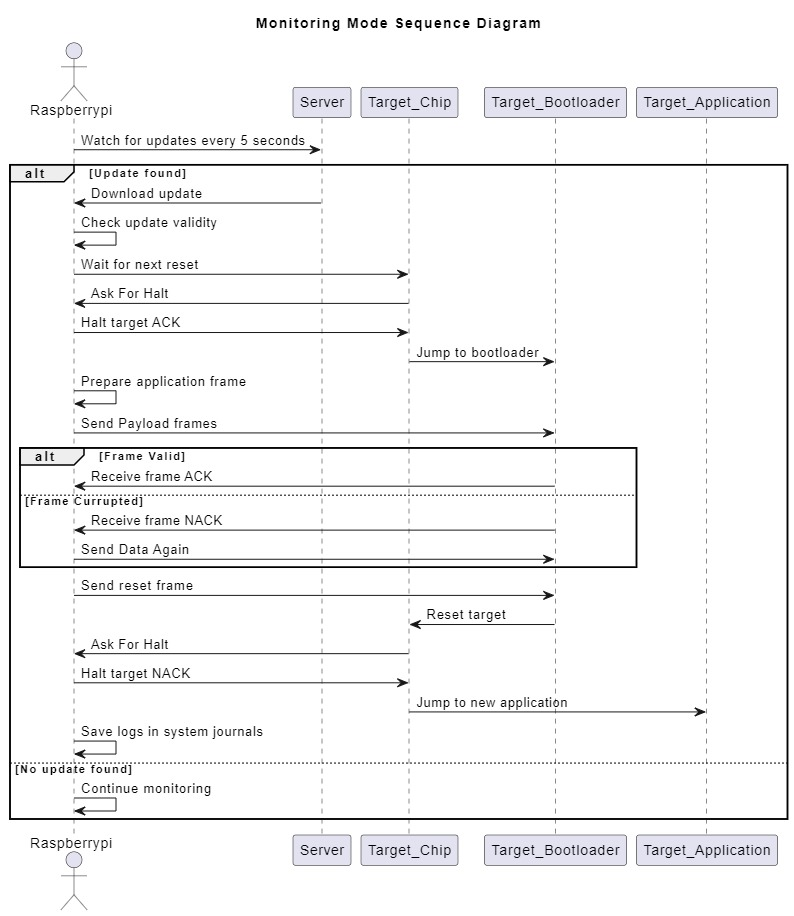 Monitoring Mode Sequence Diagram
Raspberrypi
Server
Target_Chip
Target_Bootloader
Target_Application
Watch for updates every 5 seconds
alt
[Update found]
Download update
Check update validity
Wait for next reset
Ask For Halt
Halt target ACK
Jump to bootloader
Prepare application frame
Send Payload frames
alt
[Frame Valid]
Receive frame ACK
[Frame Currupted]
Receive frame NACK
Send Data Again
Send reset frame
Reset target
Ask For Halt
Halt target NACK
Jump to new application
Save logs in system journals
[No update found]
Continue monitoring
Raspberrypi
Server
Target_Chip
Target_Bootloader
Target_Application